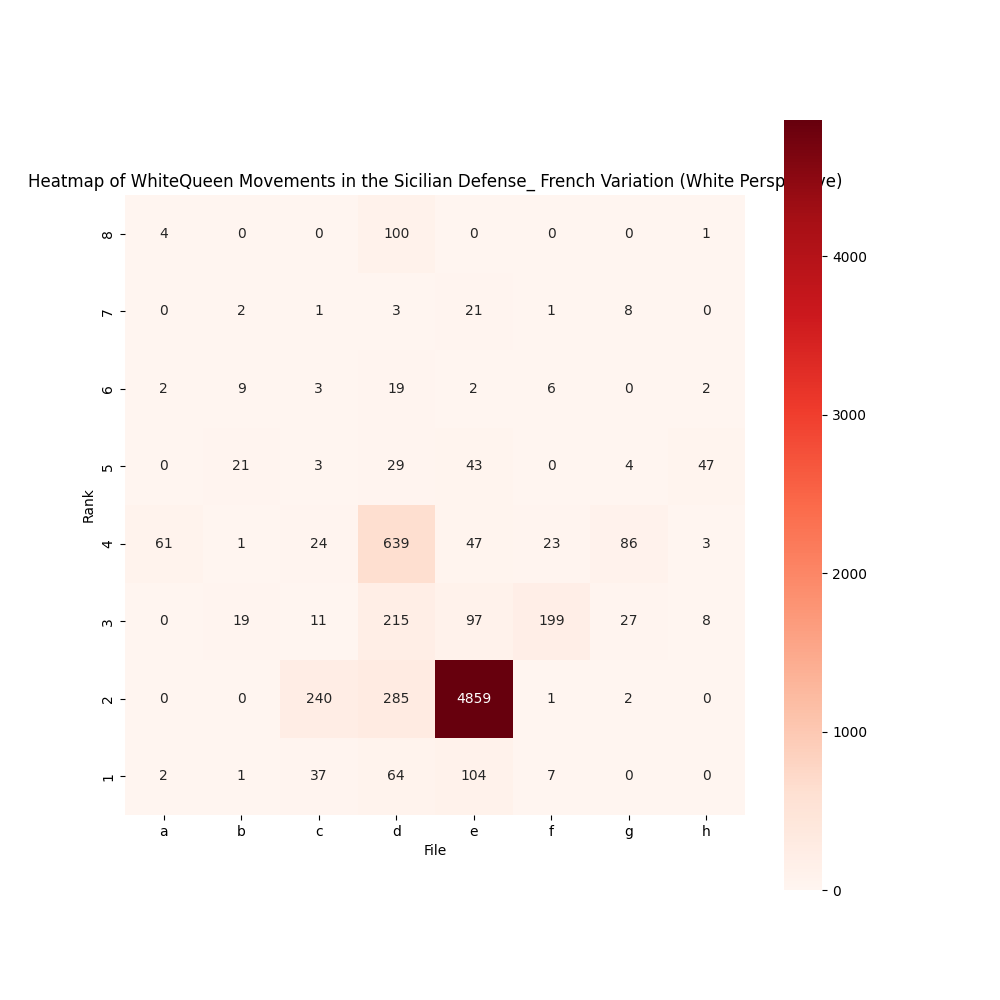 Heatmap of WhiteQueen Movements in the Sicilian Defense_ French Variation (White Perspective)
8 4 0 0 100 0 0 0 1
4000
7 0 2 1 3 21 1 8 0
6 2 9 3 19 2 6 0 2
3000
5 0 21 3 29 43 0 4 47
Rank
4 61 1 24 639 47 23 86 3
2000
3 0 19 11 215 97 199 27 8
2 0 0 240 285 4859 1 2 0
1000
1 2 1 37 64 104 7 0 0
a b c d e f g h
File
0